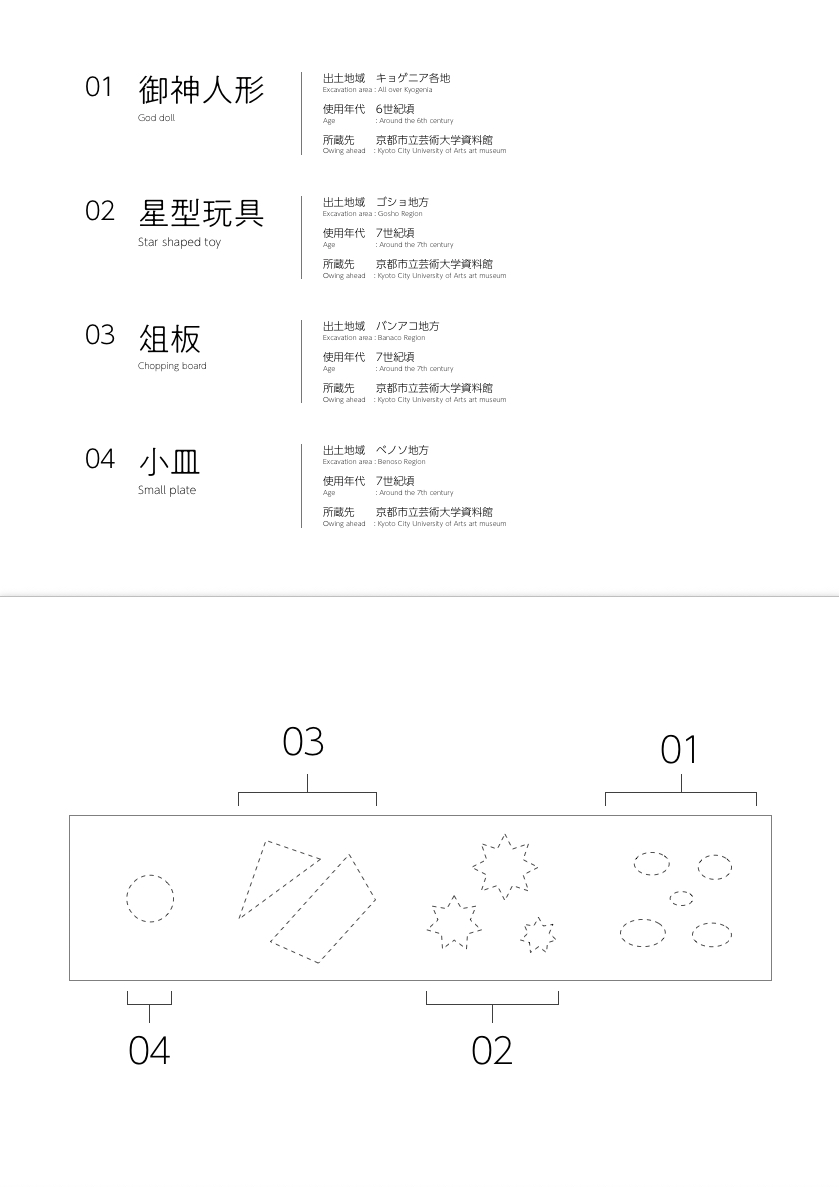 01 御神人形
God doll
出土地域 キョゲニア各地
Excavation area : All over Kyogenia
使用年代 6世紀頃
Age : Around the 6th century
所蔵先 京都市立芸術大学資料館
Owing ahead : Kyoto City University of Arts art museum
02 星型玩具
Star shaped toy
出土地域 ゴショ地方
Excavation area : Gosho Region
使用年代 7世紀頃
Age : Around the 7th century
所蔵先 京都市立芸術大学資料館
Owing ahead : Kyoto City University of Arts art museum
03 俎板
Chopping board
出土地域 バンアコ地方
Excavation area : Banaco Region
使用年代 7世紀頃
Age : Around the 7th century
所蔵先 京都市立芸術大学資料館
Owing ahead : Kyoto City University of Arts art museum
04 小皿
Small plate
出土地域 ベノソ地方
Excavation area : Benoso Region
使用年代 7世紀頃
Age : Around the 7th century
所蔵先 京都市立芸術大学資料館
Owing ahead : Kyoto City University of Arts art museum
03
01
04
02